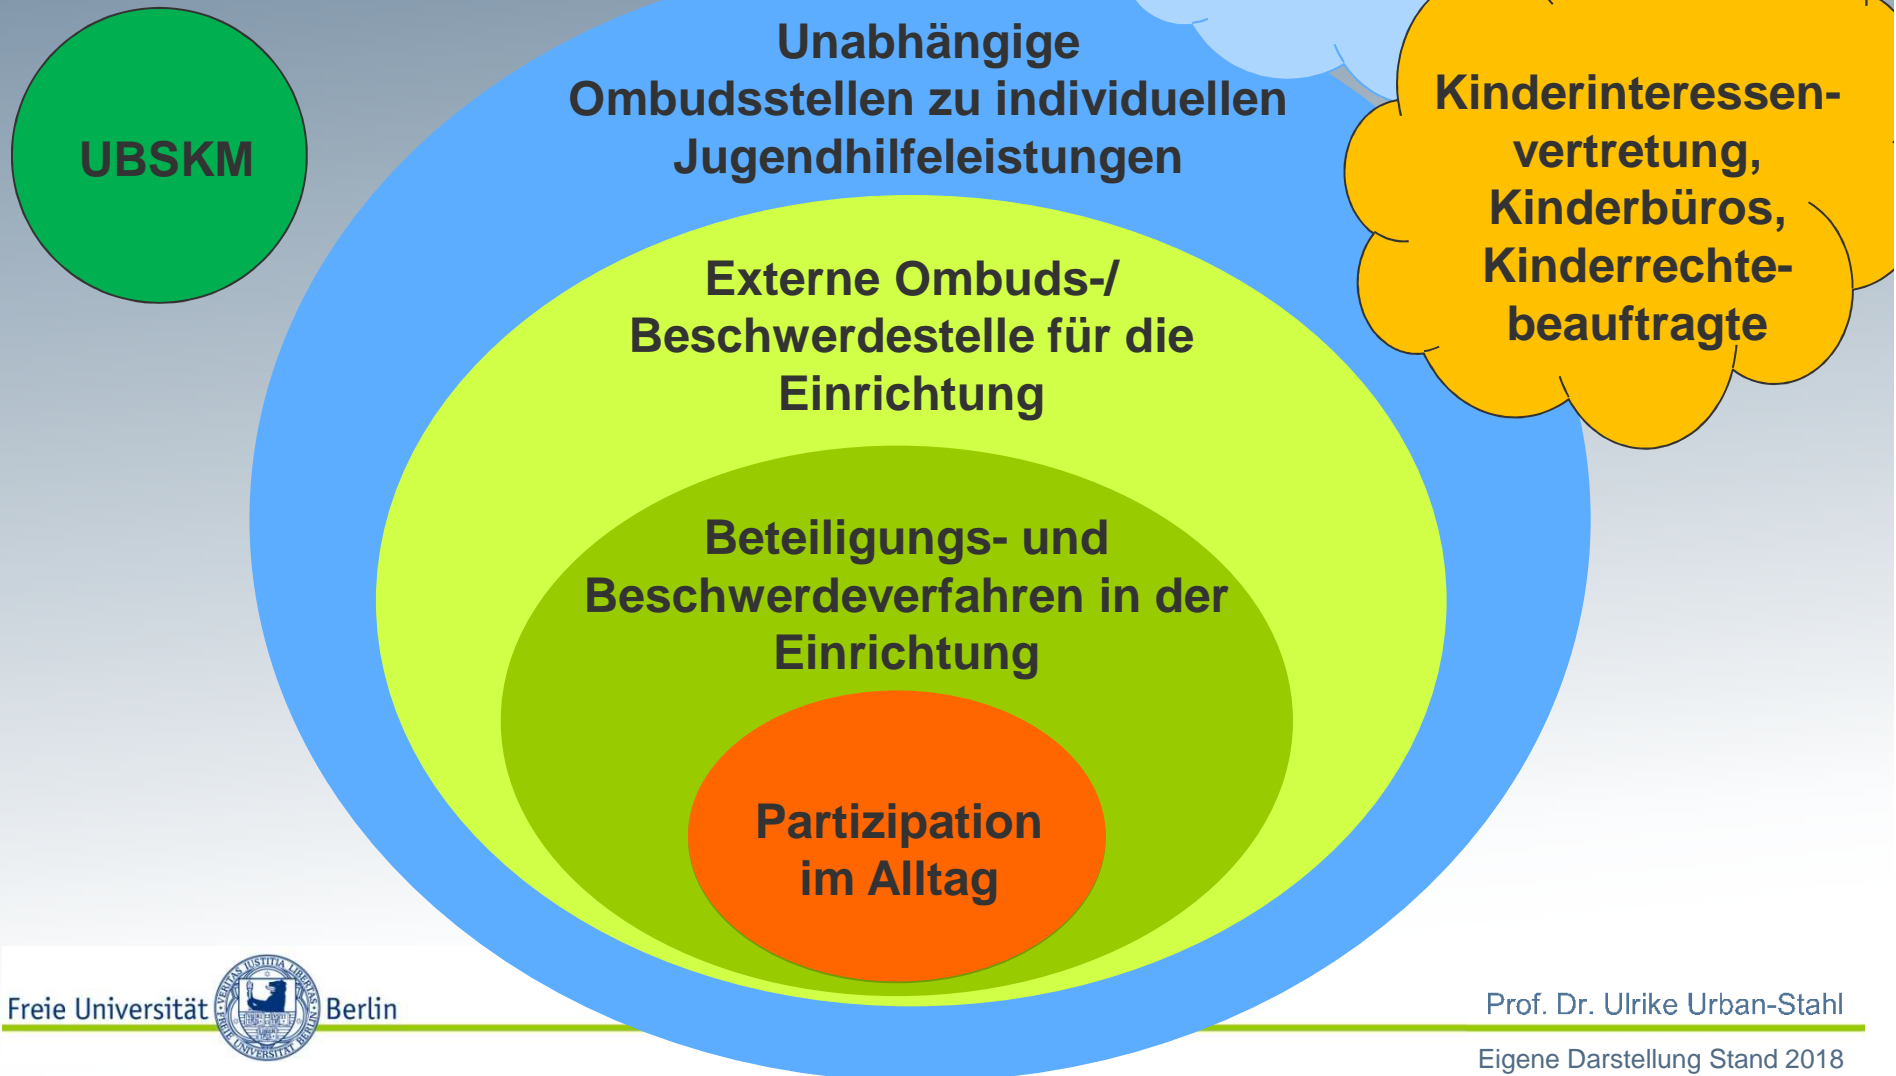 UBSKM
Unabhängige
Ombudsstellen zu individuellen
Jugendhilfeleistungen
Kinderinteressen-
vertretung,
Kinderbüros,
Kinderrechte-
beauftragte
Externe Ombuds-/
Beschwerdestelle für die
Einrichtung
Beteiligungs- und
Beschwerdeverfahren in der
Einrichtung
Partizipation
im Alltag
Freie Universität Berlin
Prof. Dr. Ulrike Urban-Stahl
Eigene Darstellung Stand 2018